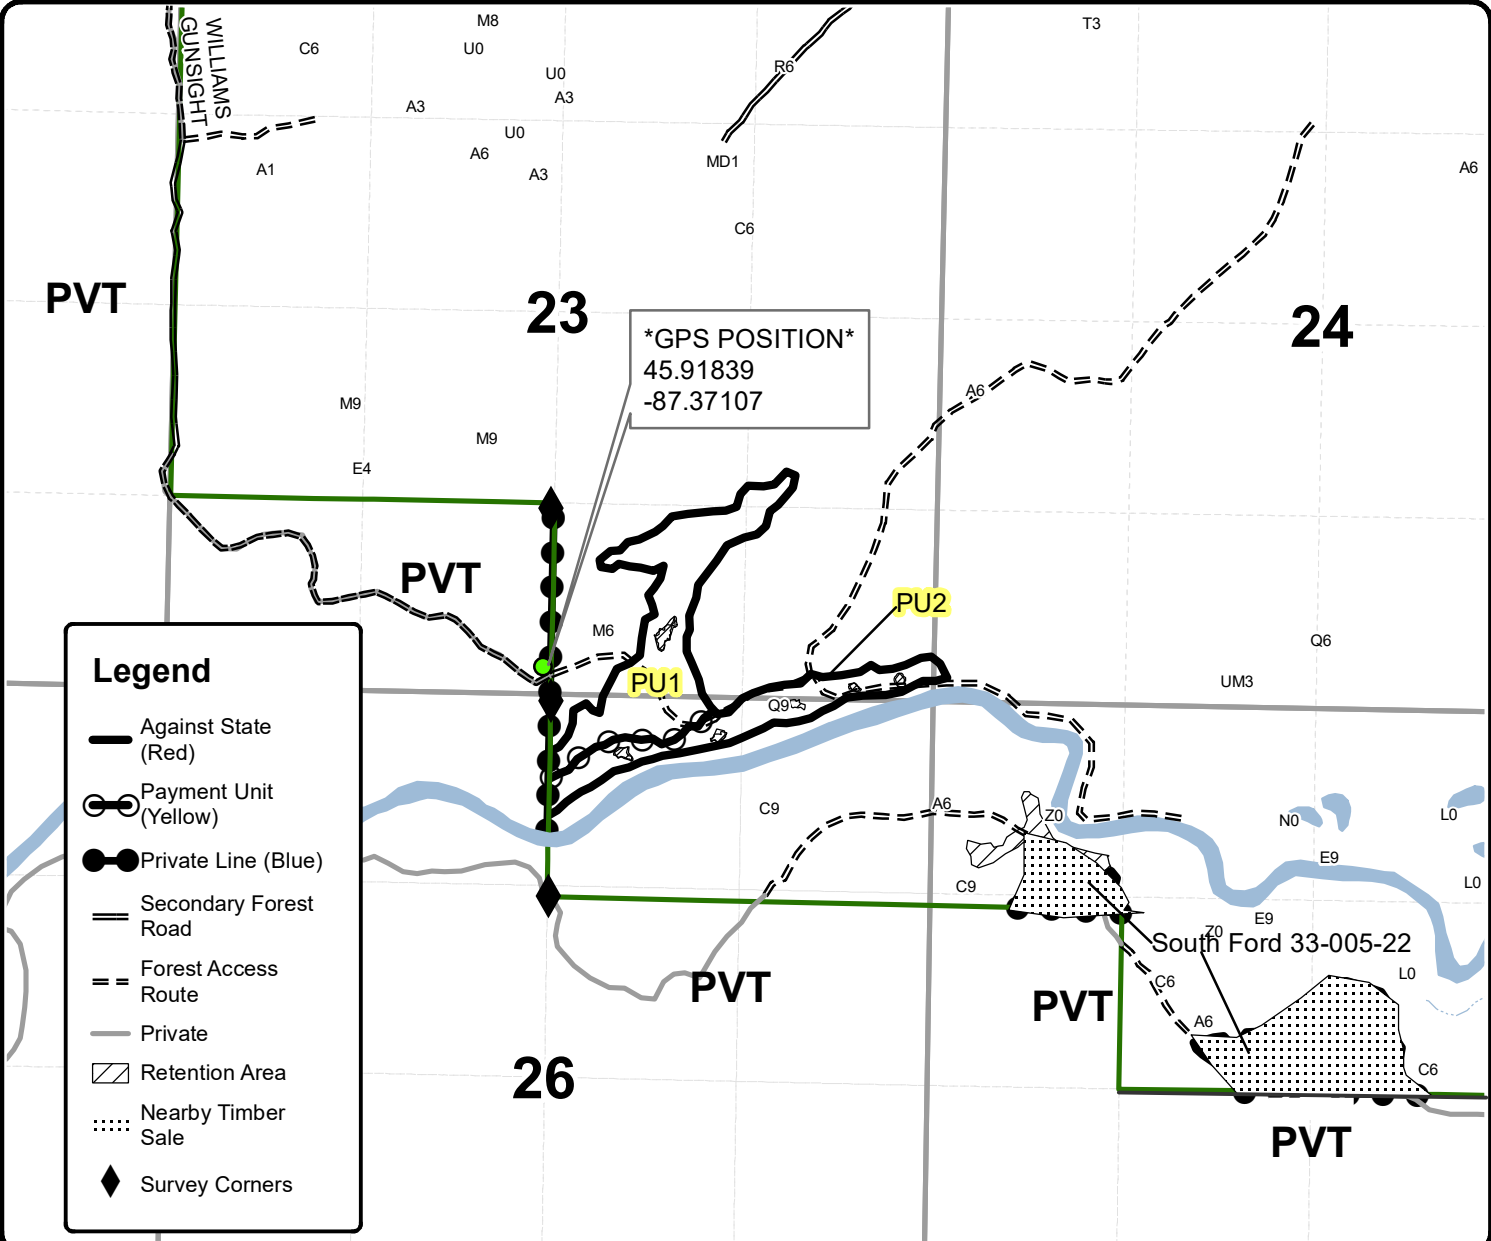 M8
T3
WILLIAMS
GUNSIGHT
C6
U0
U0
R6
A3
A3
U0
A6
MD1
A1
A3
A6
C6
PVT
23
24
*GPS POSITION*
45.91839
-87.37107
A6
M9
M9
E4
PVT
PU2
M6
Q6
PU1
UM3
Q9
C9
A6
Z0
N0
L0
E9
C9
L0
E9
Z0
South Ford 33-005-22
L0
PVT
C6
PVT
A6
26
C6
PVT
Legend
Against State
(Red)
Payment Unit
(Yellow)
Private Line (Blue)
Secondary Forest
Road
Forest Access
Route
Private
Retention Area
Nearby Timber
Sale
Survey Corners